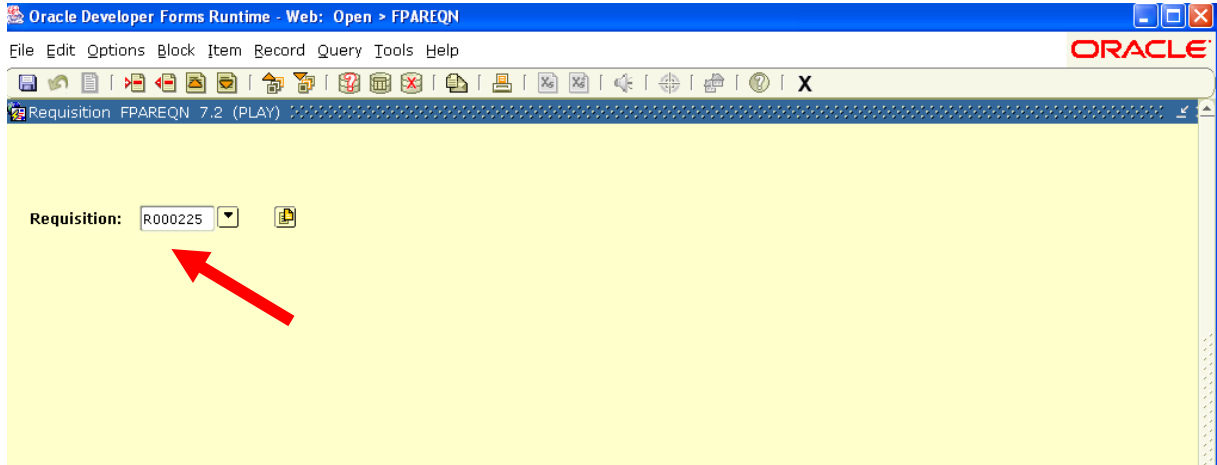 Oracle Developer Forms Runtime - Web: Open > FPAREQN
File Edit Options Block Item Record Query Tools Help
ORACLE
X
Requisition FPAREQN 7.2 (PLAY)
Requisition: R000225